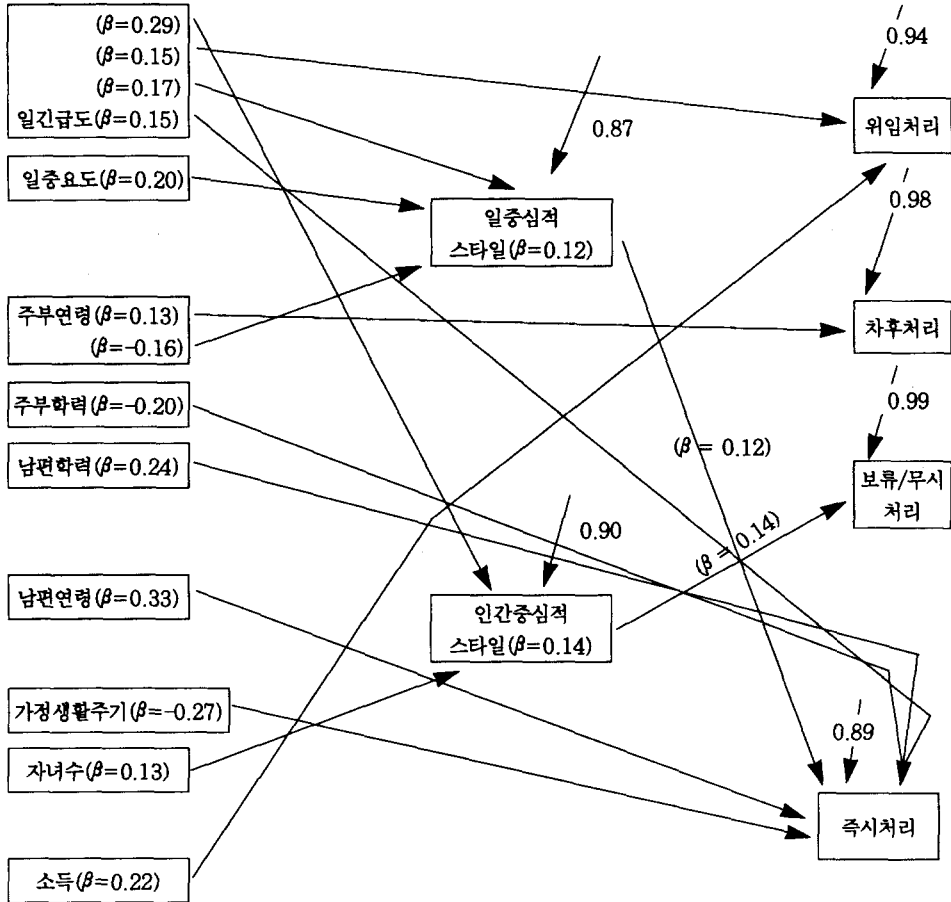 (β=0.29)
(β=0.15)
(β=0.17)
일긴급도(β=0.15)
일중요도(β=0.20)
주부연령(β=0.13)
(β=-0.16)
주부학력(β=-0.20)
남편학력(β=0.24)
남편연령(β=0.33)
가정생활주기(β=-0.27)
자녀수(β=0.13)
소득(β=0.22)
0.87
일중심적
스타일(β=0.12)
(β = 0.12)
0.90
(β = 0.14)
인간중심적
스타일(β=0.14)
0.94
위임처리
0.98
차후처리
0.99
보류/무시
처리
0.89
즉시처리